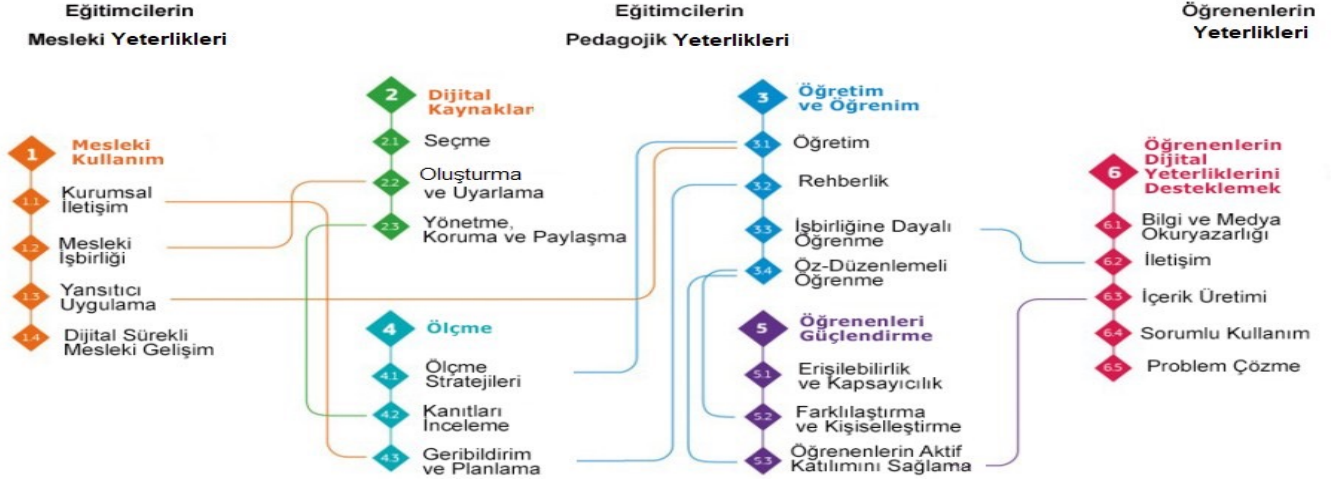 Eğitimcilerin
Mesleki Yeterlikleri
Eğitimcilerin
Pedagojik Yeterlikleri
Öğrenenlerin
Yeterlikleri
1
Mesleki
Kullanım
1.1
Kurumsal
İletişim
1.2
Mesleki
İşbirliği
1.3
Yansıtıcı
Uygulama
1.4
Dijital Sürekli
Mesleki Gelişim
2
Dijital
Kaynaklar
2.1
Seçme
2.2
Oluşturma
ve Uyarlama
2.3
Yönetme,
Koruma ve Paylaşma
3
Öğretim
ve Öğrenim
3.1
Öğretim
3.2
Rehberlik
3.3
İşbirliğine Dayalı
Öğrenme
3.4
Öz-Düzenlemeli
Öğrenme
4
Ölçme
4.1
Ölçme
Stratejileri
4.2
Kanıtları
İnceleme
4.3
Geribildirim
ve Planlama
5
Öğrenenleri
Güçlendirme
5.1
Erişilebilirlik
ve Kapsayıcılık
5.2
Farklılaştırma
ve Kişiselleştirme
5.3
Öğrenenlerin Aktif
Katılımını Sağlama
6
Öğrenenlerin
Dijital
Yeterliklerini
Desteklemek
6.1
Bilgi ve Medya
Okuryazarlığı
6.2
İletişim
6.3
İçerik Üretimi
6.4
Sorumlu Kullanım
6.5
Problem Çözme